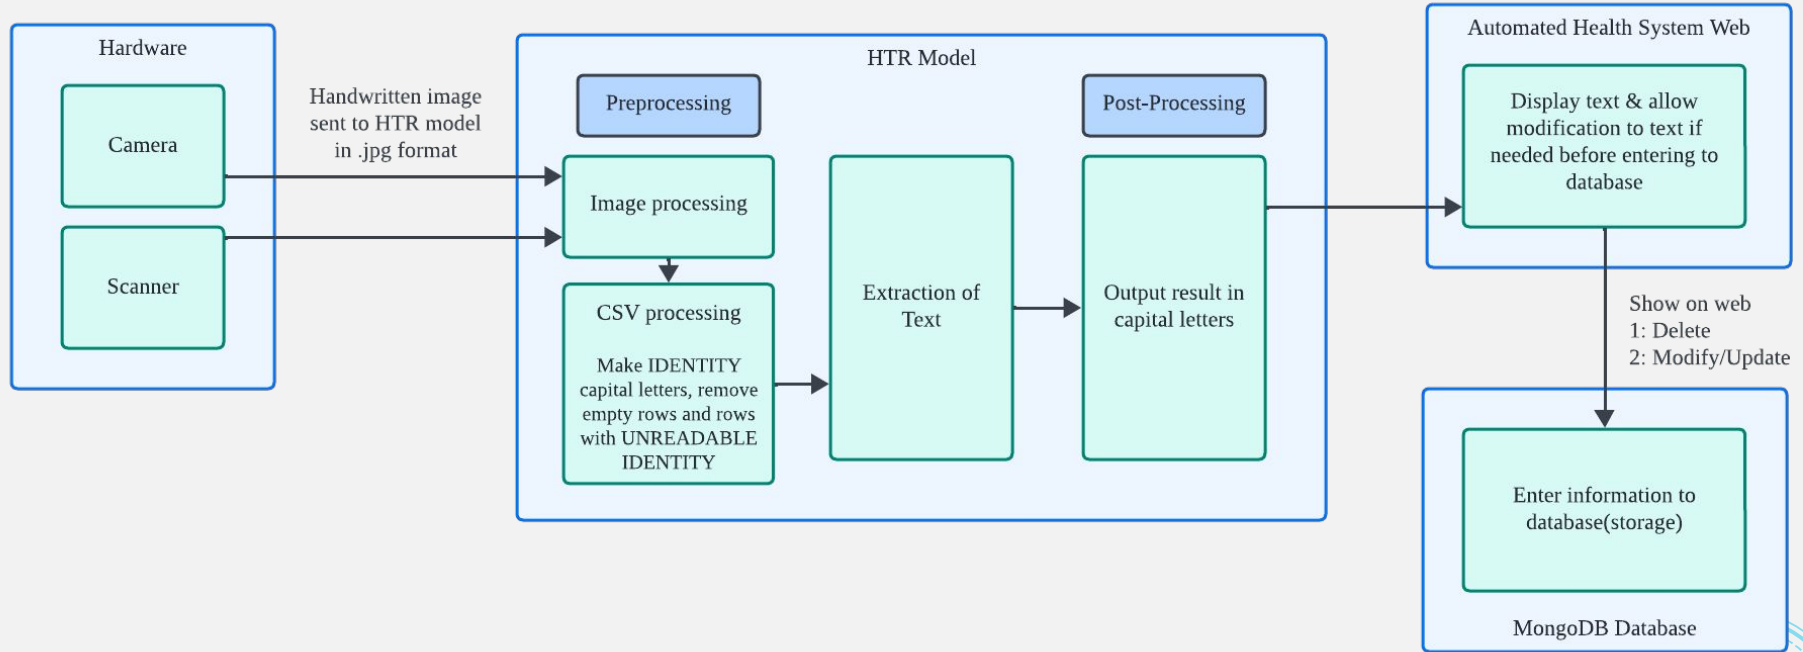 Hardware
Camera
Scanner
Handwritten image
sent to HTR model
in .jpg format
HTR Model
Preprocessing
Image processing
CSV processing
Make IDENTITY
capital letters, remove
empty rows and rows
with UNREADABLE
IDENTITY
Extraction of
Text
Post-Processing
Output result in
capital letters
Automated Health System Web
Display text & allow
modification to text if
needed before entering to
database
Show on web
1: Delete
2: Modify/Update
Enter information to
database(storage)
MongoDB Database